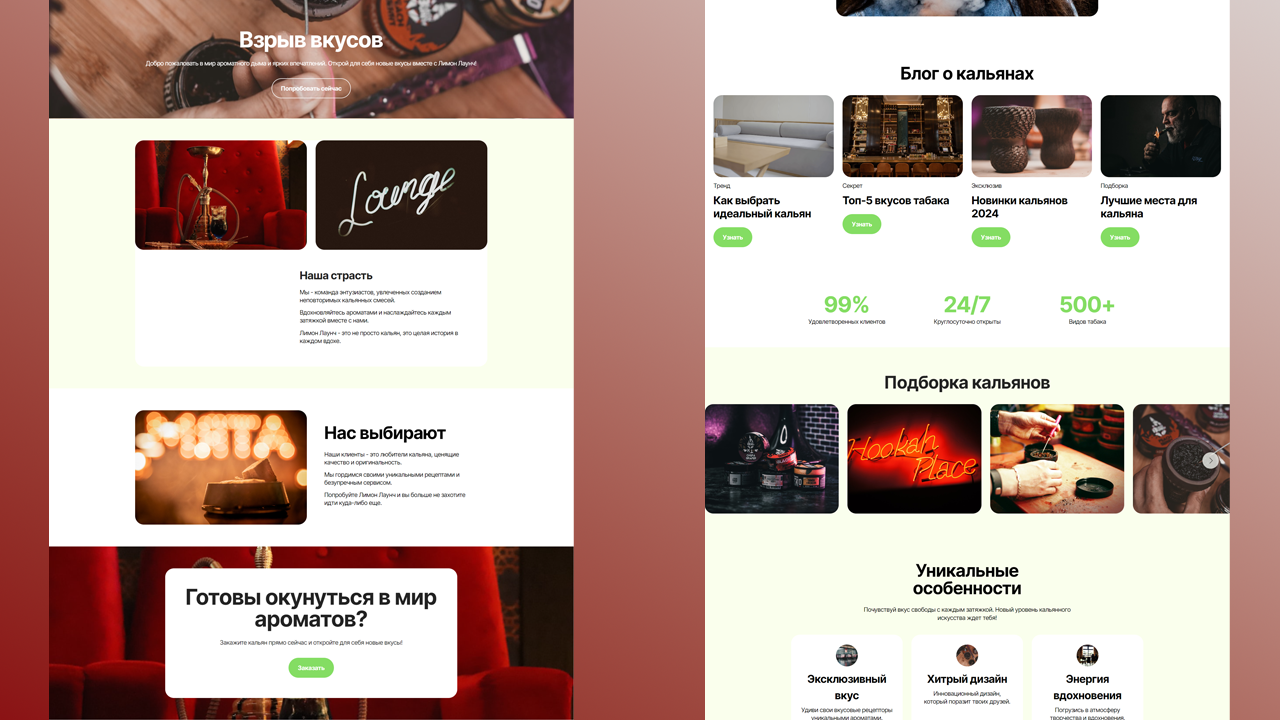 Взрыв вкусов
Добро пожаловать в мир ароматного дыма и ярких впечатлений. Открой для себя новые вкусы вместе с Лимон Лаунч!
Попробовать сейчас
Lounge
Наша страсть
Мы - команда энтузиастов, увлеченных созданием
неповторимых кальянных смесей.
Вдохновляйтесь ароматами и наслаждайтесь каждым
затяжкой вместе с нами.
Лимон Лаунч - это не просто кальян, это целая история в
каждом вдохе.
Нас выбирают
Наши клиенты - это любители кальяна, ценящие
качество и оригинальность.
Мы гордимся своими уникальными рецептами и
безупречным сервисом.
Попробуйте Лимон Лаунч и вы больше не захотите
идти куда-либо еще.
Готовы окунуться в мир
ароматов?
Закажите кальян прямо сейчас и откройте для себя новые вкусы!
Заказать
Блог о кальянах
Тренд
Как выбрать
идеальный кальян
Узнать
Секрет
Топ-5 вкусов табака
Узнать
Эксклюзив
Новинки кальянов
2024
Узнать
Подборка
Лучшие места для
кальяна
Узнать
99%
Удовлетворенных клиентов
24/7
Круглосуточно открыты
500+
Видов табака
Подборка кальянов
Hookah
Place
Уникальные
особенности
Почувствуй вкус свободы с каждым затяжкой. Новый уровень кальянного
искусства ждет тебя!
Эксклюзивный
вкус
Удиви свои вкусовые рецепторы
уникальными ароматами.
Хитрый дизайн
Инновационный дизайн,
который поразит твоих друзей.
Энергия
вдохновения
Погрузись в атмосферу
творчества и вдохновения.